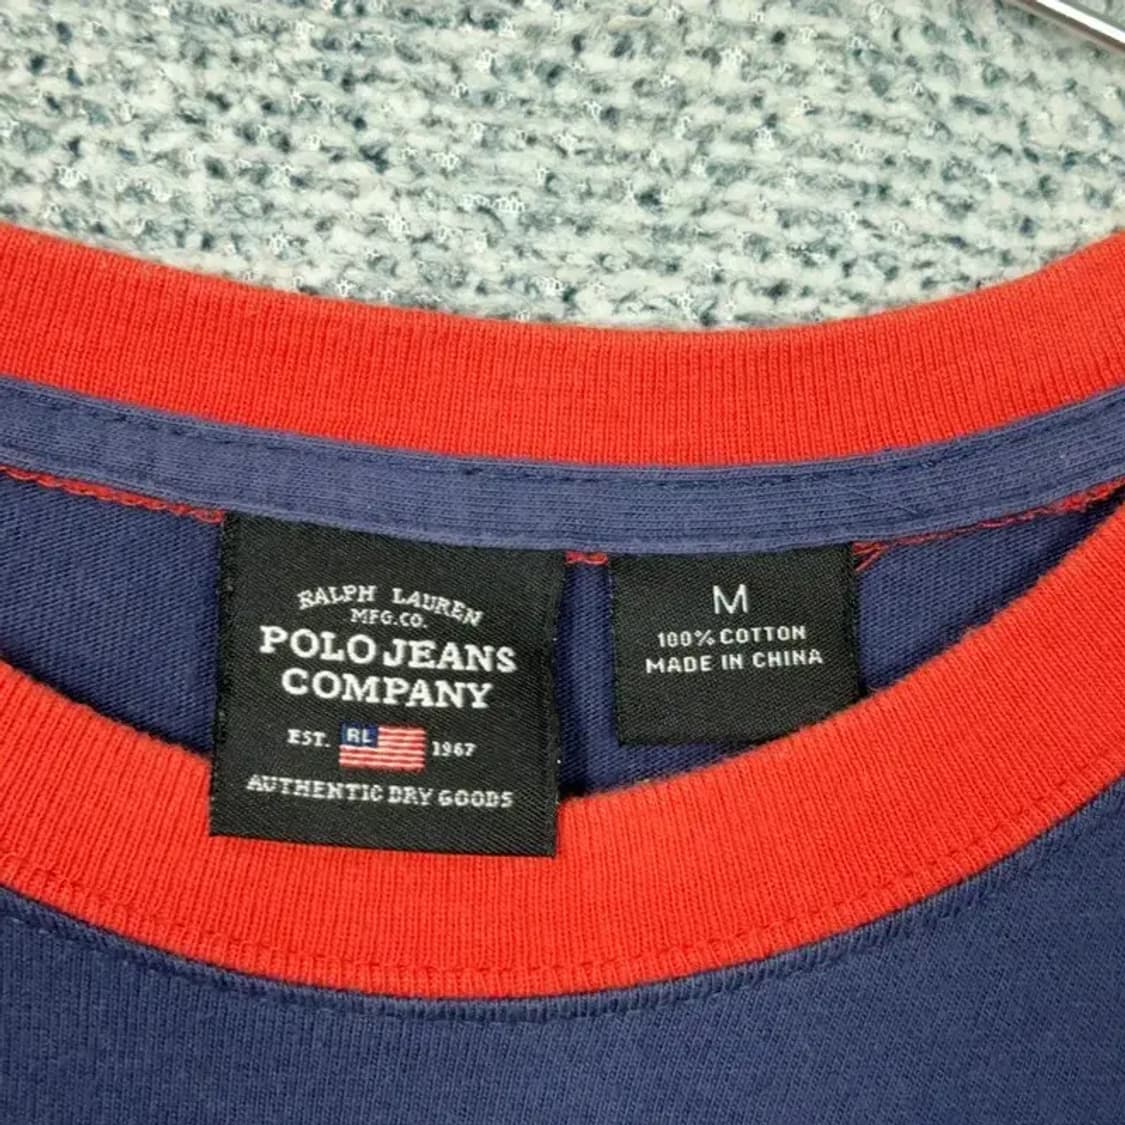 RALPH LAUREN
MFG.CO.
POLO JEANS
COMPANY
EST. RL 1967
AUTHENTIC DRY GOODS
M
100% COTTON
MADE IN CHINA